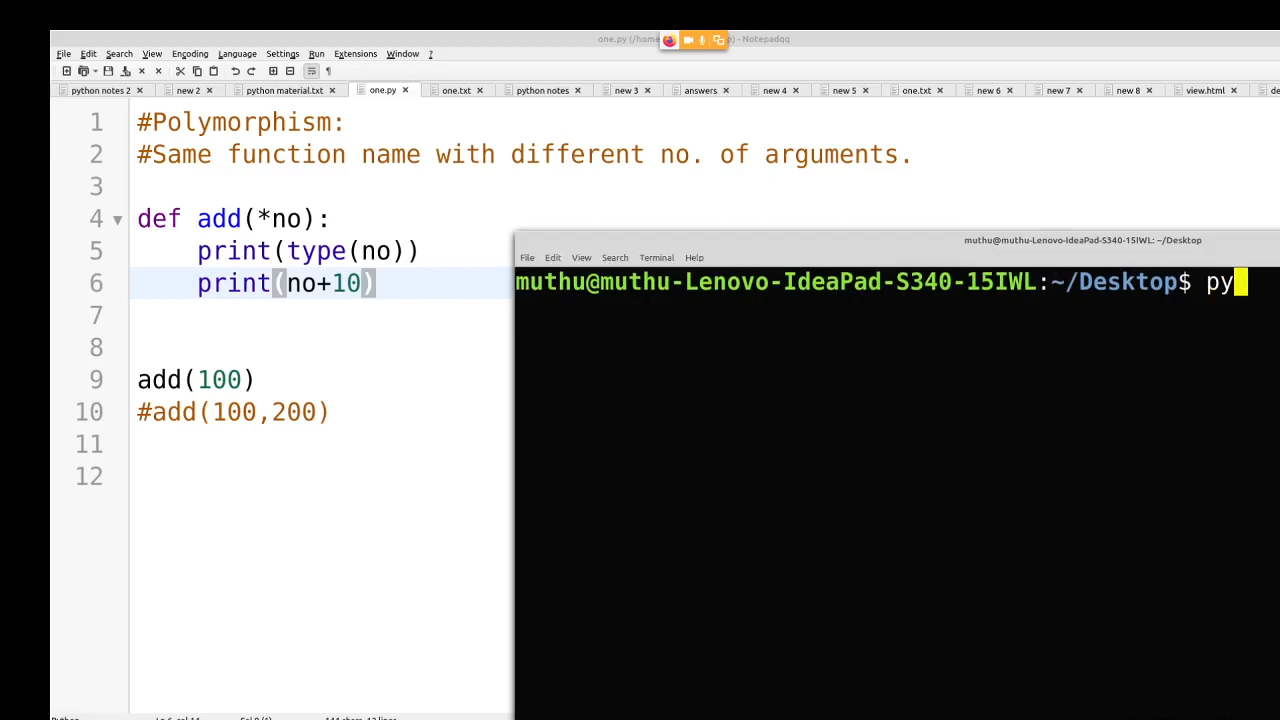 one.py (/home p) - Notepadqq
File Edit Search View Encoding Language Settings Run Extensions Window ?
python notes 2 new 2 python material.txt one.py one.txt python notes new 3 answers new 4 new 5 one.txt new 6 new 7 new 8 view.html de
1 #Polymorphism:
2 #Same function name with different no. of arguments.
3
4 def add(*no):
5 print(type(no))
6 print(no+10)
7
8
9 add(100)
10 #add(100,200)
11
12
muthu@muthu-Lenovo-IdeaPad-S340-15IWL: ~/Desktop
File Edit View Search Terminal Help
muthu@muthu-Lenovo-IdeaPad-S340-15IWL:~/Desktop$ py